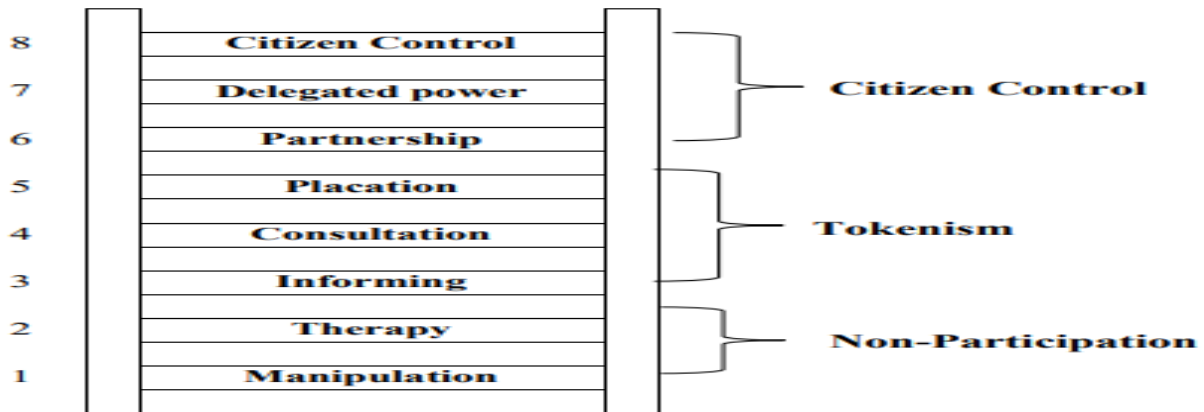 8 Citizen Control
7 Delegated power
Citizen Control
6 Partnership
5 Placation
4 Consultation
Tokenism
3 Informing
2 Therapy
Non-Participation
1 Manipulation